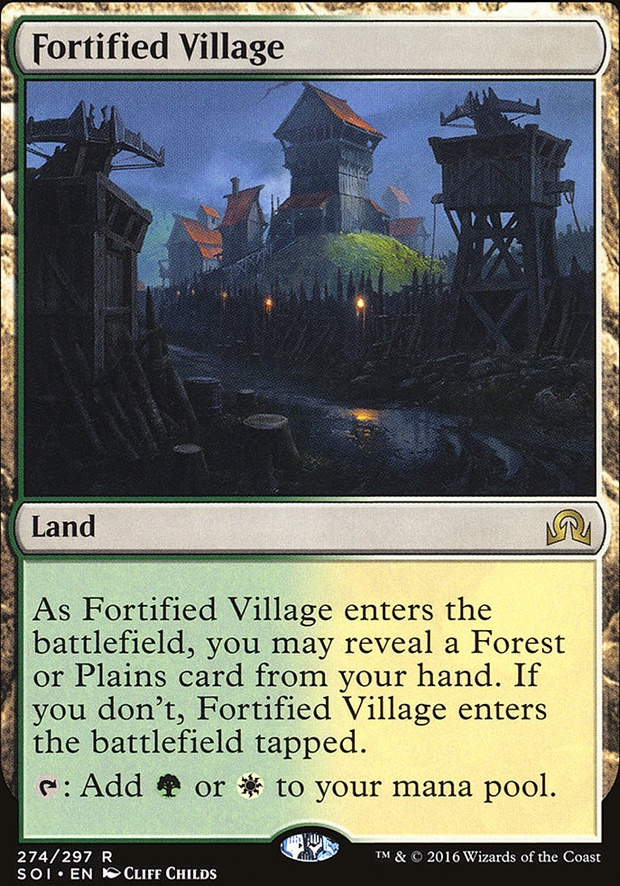 Fortified Village
Land
As Fortified Village enters the
battlefield, you may reveal a Forest
or Plains card from your hand. If
you don't, Fortified Village enters
the battlefield tapped.
: Add or to your mana pool.
274/297 R
SOI • EN Cliff Childs
™ & © 2016 Wizards of the Coast